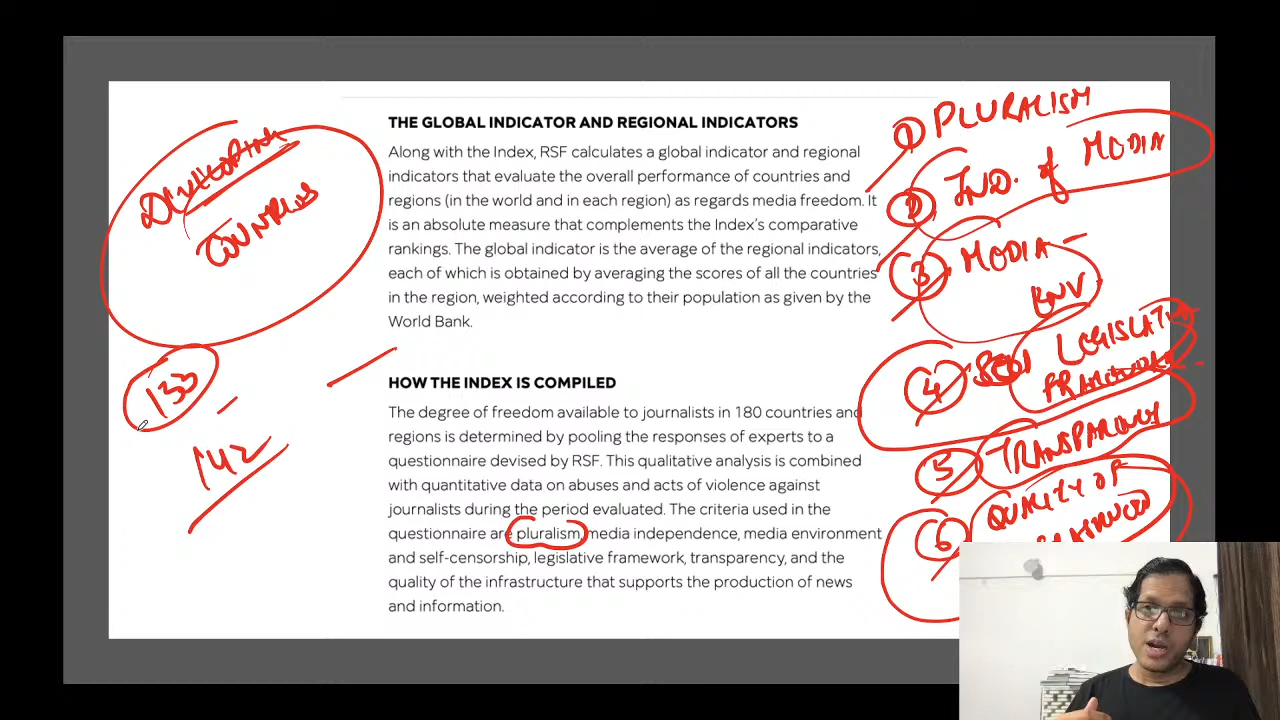 THE GLOBAL INDICATOR AND REGIONAL INDICATORS
Along with the Index, RSF calculates a global indicator and regional
indicators that evaluate the overall performance of countries and
regions (in the world and in each region) as regards media freedom. It
is an absolute measure that complements the Index's comparative
rankings. The global indicator is the average of the regional indicators,
each of which is obtained by averaging the scores of all the countries
in the region, weighted according to their population as given by the
World Bank.
HOW THE INDEX IS COMPILED
The degree of freedom available to journalists in 180 countries and
regions is determined by pooling the responses of experts to a
questionnaire devised by RSF. This qualitative analysis is combined
with quantitative data on abuses and acts of violence against
journalists during the period evaluated. The criteria used in the
questionnaire are pluralism, media independence, media environment
and self-censorship, legislative framework, transparency, and the
quality of the infrastructure that supports the production of news
and information.
DEVELOPING
COUNTRIES
133
142
1 PLURALISM
2 IND. of MEDIA
3 MEDIA
ENV.
4 LEGISLATIVE
FRAMEWORK
5 TRANSPARENCY
6 QUALITY OF